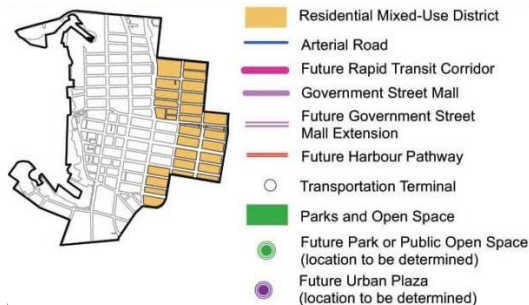 Residential Mixed-Use District
Arterial Road
Future Rapid Transit Corridor
Government Street Mall
Future Government Street
Mall Extension
Future Harbour Pathway
Transportation Terminal
Parks and Open Space
Future Park or Public Open Space
(location to be determined)
Future Urban Plaza
(location to be determined)